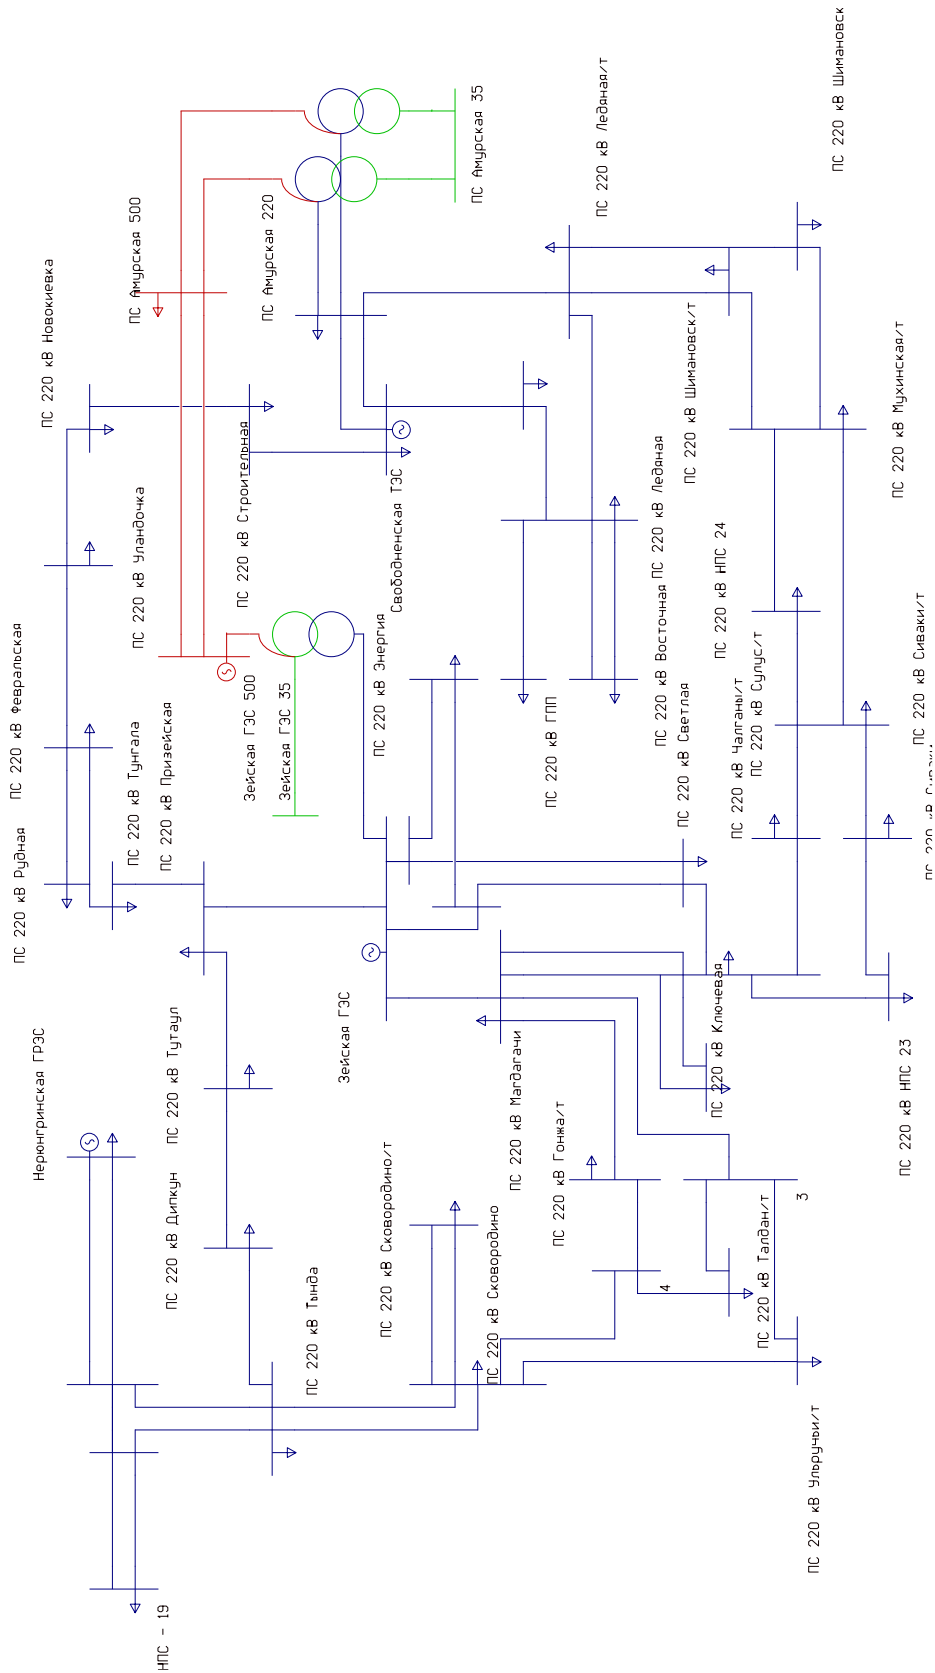 ПС 220 кВ Рудная
ПС 220 кВ Февральская
ПС 220 кВ Новокиевка
Нерюнгринская ГРЭС
ПС 220 кВ Тунгала
ПС 220 кВ Уландочка
ПС Амурская 500
НПС - 19
ПС 220 кВ Призейская
ПС 220 кВ Тутаул
ПС 220 кВ Дипкун
ПС 220 кВ Строительная
Зейская ГЭС 500
ПС Амурская 220
Зейская ГЭС 35
ПС 220 кВ Тында
Зейская ГЭС
ПС 220 кВ Энергия
ПС 220 кВ Сковородино/т
Свободненская ТЭС
ПС Амурская 35
ПС 220 кВ Сковородино
ПС 220 кВ Магдагачи
ПС 220 кВ ГПП
ПС 220 кВ Гонжа/т
ПС 220 кВ Ледяная/т
ПС 220 кВ Ледяная
ПС 220 кВ Восточная
4
ПС 220 кВ Светлая
ПС 220 кВ Шимановск/т
ПС 220 кВ Ключевая
ПС 220 кВ НПС 24
ПС 220 кВ Чалганы/т
ПС 220 кВ Сулус/т
ПС 220 кВ Талдан/т
3
ПС 220 кВ Ульручьи/т
ПС 220 кВ Шимановск
ПС 220 кВ Мухинская/т
ПС 220 кВ НПС 23
ПС 220 кВ Сиваки/т
ПС 220 кВ Сиваки